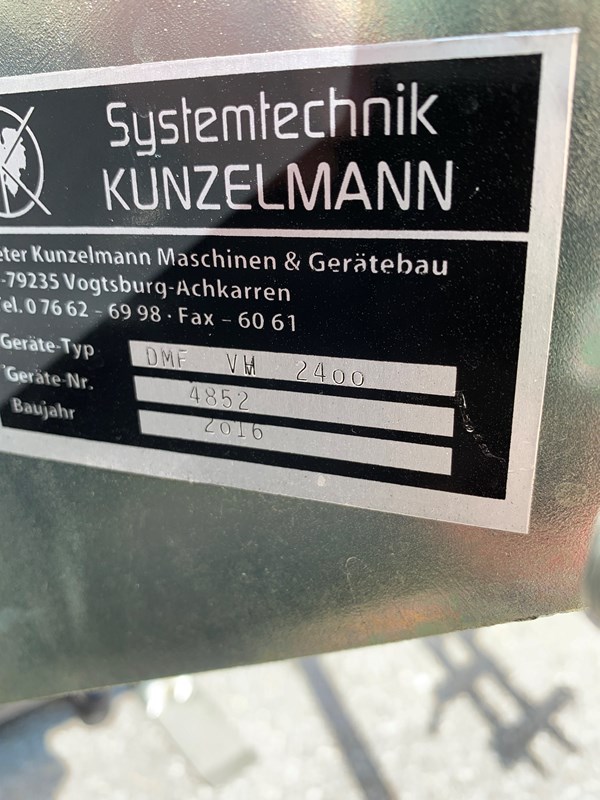 Systemtechnik
KUNZELMANN
eter Kunzelmann Maschinen & Gerätebau
-79235 Vogtsburg-Achkarren
Tel. 0 76 62 – 69 98 · Fax – 60 61
Geräte-Typ DMF VM 2400
Geräte-Nr. 4852
Baujahr 2016